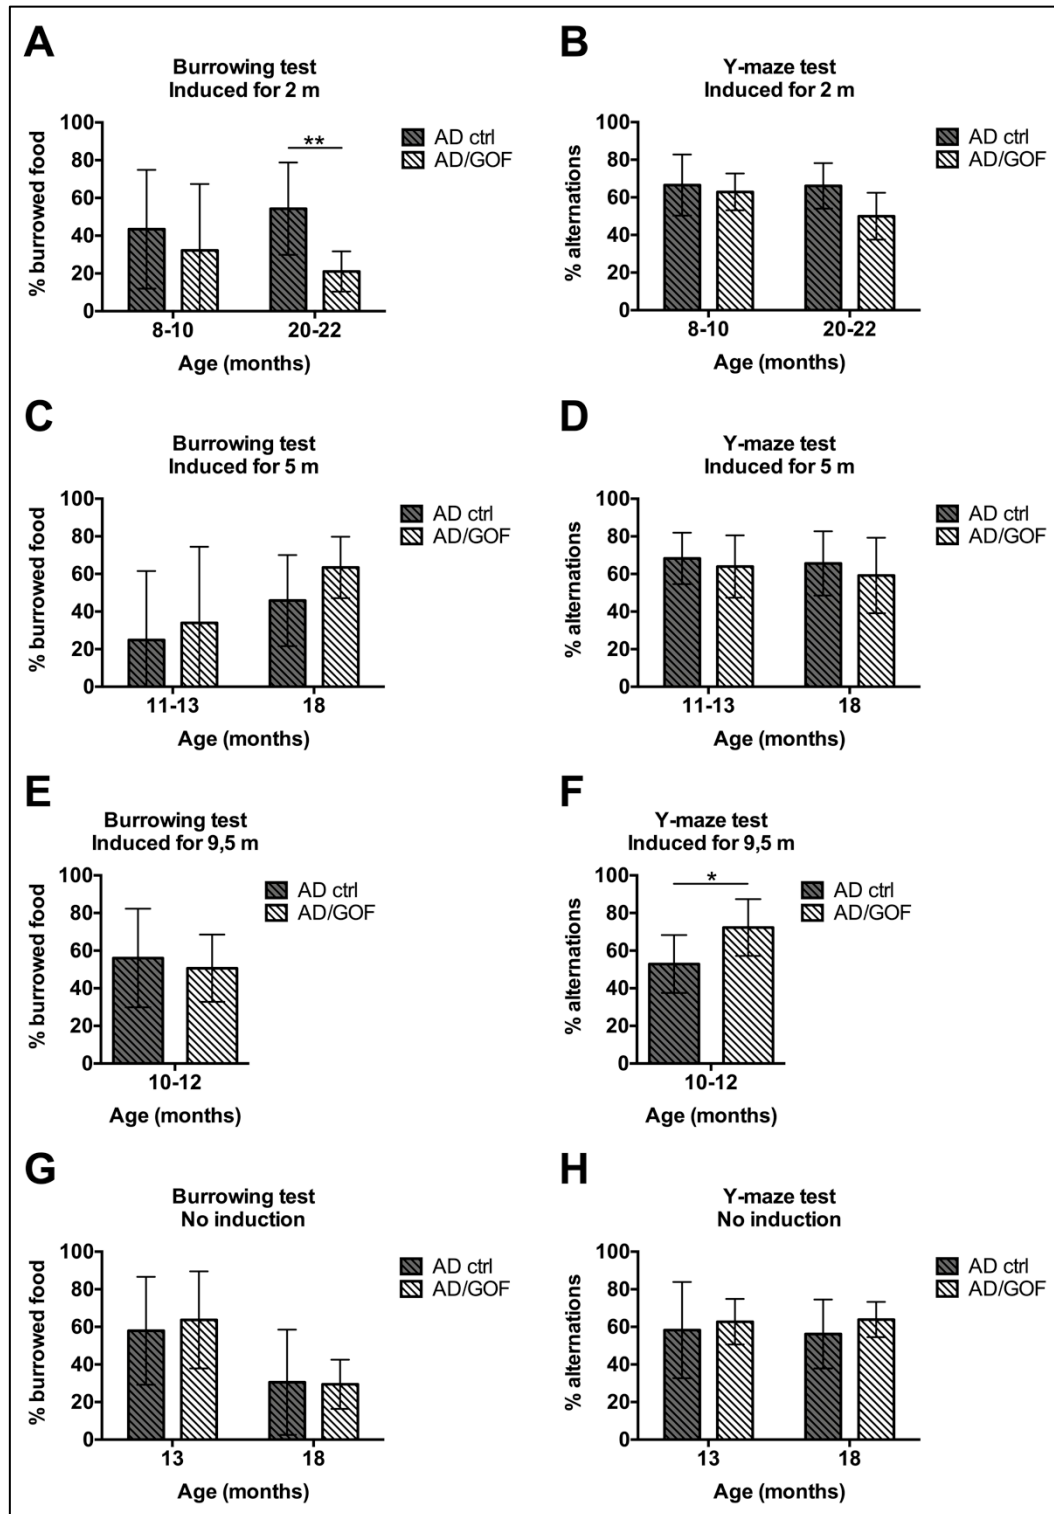 A
Burrowing test
Induced for 2 m
% burrowed food
100
80
60
40
20
0
**
AD ctrl
AD/GOF
8-10
20-22
Age (months)
B
Y-maze test
Induced for 2 m
% alternations
100
80
60
40
20
0
AD ctrl
AD/GOF
8-10
20-22
Age (months)
C
Burrowing test
Induced for 5 m
% burrowed food
100
80
60
40
20
0
AD ctrl
AD/GOF
11-13
18
Age (months)
D
Y-maze test
Induced for 5 m
% alternations
100
80
60
40
20
0
AD ctrl
AD/GOF
11-13
18
Age (months)
E
Burrowing test
Induced for 9,5 m
% burrowed food
100
80
60
40
20
0
AD ctrl
AD/GOF
10-12
Age (months)
F
Y-maze test
Induced for 9,5 m
% alternations
100
80
60
40
20
0
*
AD ctrl
AD/GOF
10-12
Age (months)
G
Burrowing test
No induction
% burrowed food
100
80
60
40
20
0
AD ctrl
AD/GOF
13
18
Age (months)
H
Y-maze test
No induction
% alternations
100
80
60
40
20
0
AD ctrl
AD/GOF
13
18
Age (months)